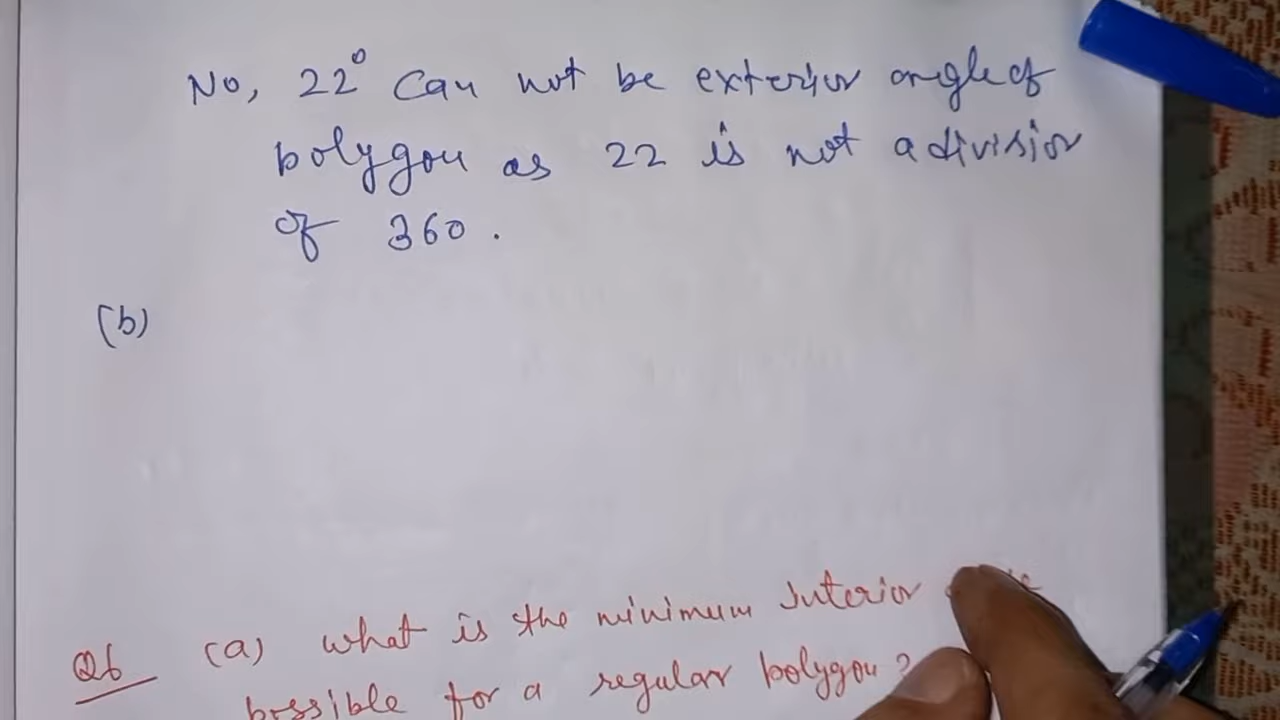 No, 22° Can not be exterior angle of
polygon as 22 is not a division
of 360.
(b)
Q6 (a) what is the minimum Interior
possible for a regular polygon?